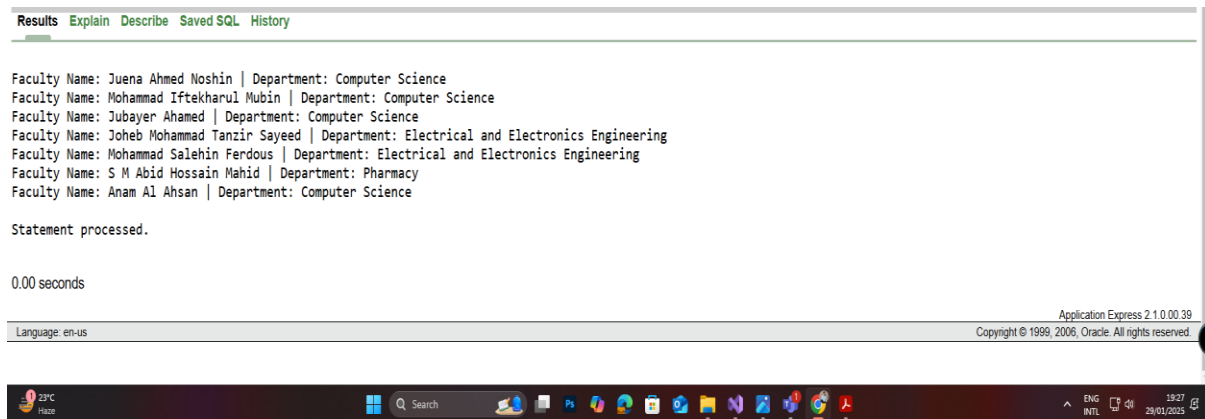 Results Explain Describe Saved SQL History
Faculty Name: Juena Ahmed Noshin | Department: Computer Science
Faculty Name: Mohammad Iftekharul Mubin | Department: Computer Science
Faculty Name: Jubayer Ahamed | Department: Computer Science
Faculty Name: Joheb Mohammad Tanzir Sayeed | Department: Electrical and Electronics Engineering
Faculty Name: Mohammad Salehin Ferdous | Department: Electrical and Electronics Engineering
Faculty Name: S M Abid Hossain Mahid | Department: Pharmacy
Faculty Name: Anam Al Ahsan | Department: Computer Science
Statement processed.
0.00 seconds
Application Express 2.1.0.00.39
Language: en-us Copyright © 1999, 2006, Oracle. All rights reserved.
1 23°C Search Ps ENG 19:27
Haze INTL 29/01/2025